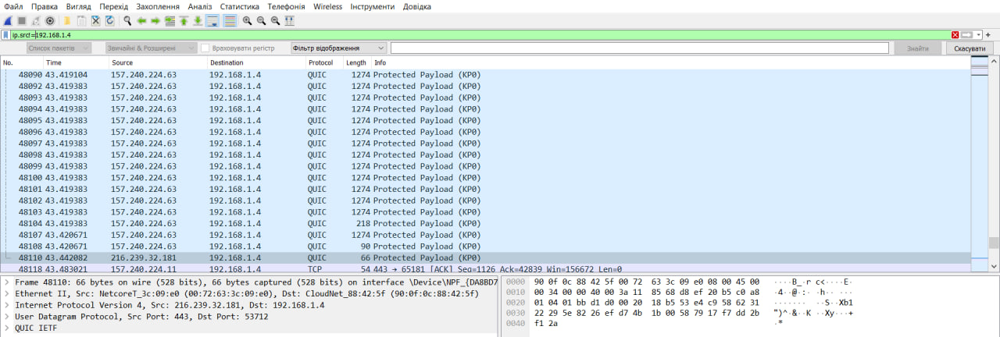 Файл Правка Вигляд Перехід Захоплення Аналіз Статистика Телефонія Wireless Інструменти Довідка
ip.src!=192.168.1.4
Список пакетів Звичайні & Розширені Враховувати регістр Фільтр відображення Знайти Скасувати
No. Time Source Destination Protocol Length Info
48090 43.419104 157.240.224.63 192.168.1.4 QUIC 1274 Protected Payload (KP0)
48092 43.419383 157.240.224.63 192.168.1.4 QUIC 1274 Protected Payload (KP0)
48093 43.419383 157.240.224.63 192.168.1.4 QUIC 1274 Protected Payload (KP0)
48094 43.419383 157.240.224.63 192.168.1.4 QUIC 1274 Protected Payload (KP0)
48095 43.419383 157.240.224.63 192.168.1.4 QUIC 1274 Protected Payload (KP0)
48096 43.419383 157.240.224.63 192.168.1.4 QUIC 1274 Protected Payload (KP0)
48097 43.419383 157.240.224.63 192.168.1.4 QUIC 1274 Protected Payload (KP0)
48098 43.419383 157.240.224.63 192.168.1.4 QUIC 1274 Protected Payload (KP0)
48099 43.419383 157.240.224.63 192.168.1.4 QUIC 1274 Protected Payload (KP0)
48100 43.419383 157.240.224.63 192.168.1.4 QUIC 1274 Protected Payload (KP0)
48101 43.419383 157.240.224.63 192.168.1.4 QUIC 1274 Protected Payload (KP0)
48102 43.419383 157.240.224.63 192.168.1.4 QUIC 1274 Protected Payload (KP0)
48103 43.419383 157.240.224.63 192.168.1.4 QUIC 1274 Protected Payload (KP0)
48104 43.419383 157.240.224.63 192.168.1.4 QUIC 218 Protected Payload (KP0)
48107 43.420671 157.240.224.63 192.168.1.4 QUIC 1274 Protected Payload (KP0)
48108 43.420671 157.240.224.63 192.168.1.4 QUIC 90 Protected Payload (KP0)
48110 43.442082 216.239.32.181 192.168.1.4 QUIC 66 Protected Payload (KP0)
48118 43.483021 157.240.224.11 192.168.1.4 TCP 54 443 → 65181 [ACK] Seq=1126 Ack=42839 Win=156672 Len=0
Frame 48110: 66 bytes on wire (528 bits), 66 bytes captured (528 bits) on interface \Device\NPF_{DA8BD7
Ethernet II, Src: NetcoreT_3c:09:e0 (00:72:63:3c:09:e0), Dst: CloudNet_88:42:5f (90:0f:0c:88:42:5f)
Internet Protocol Version 4, Src: 216.239.32.181, Dst: 192.168.1.4
User Datagram Protocol, Src Port: 443, Dst Port: 53712
QUIC IETF
0000 90 0f 0c 88 42 5f 00 72 63 3c 09 e0 08 00 45 00 ····B_·r c<····E·
0010 00 34 00 00 40 00 3a 11 85 68 d8 ef 20 b5 c0 a8 ·4··@·:· ·h·· ···
0020 01 04 01 bb d1 d0 00 20 18 b5 53 e4 c9 58 62 31 ······· ··S··Xb1
0030 22 29 5e 82 26 ef d7 4b 1b 00 58 79 17 f7 dd 2b ")^·&··K ··Xy···+
0040 f1 2a ·*